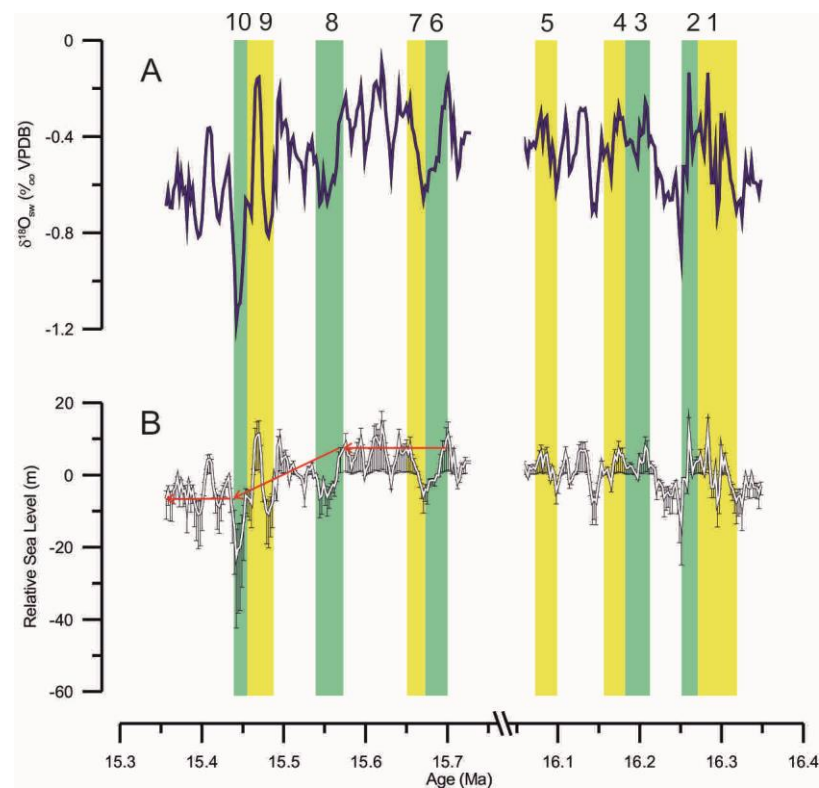 10 9 8 7 6 5 4 3 2 1
A
0
-0.4
-0.8
-1.2
δ18Osw (‰ VPDB)
B
20
0
-20
-40
-60
Relative Sea Level (m)
15.3 15.4 15.5 15.6 15.7 16.1 16.2 16.3 16.4
Age (Ma)